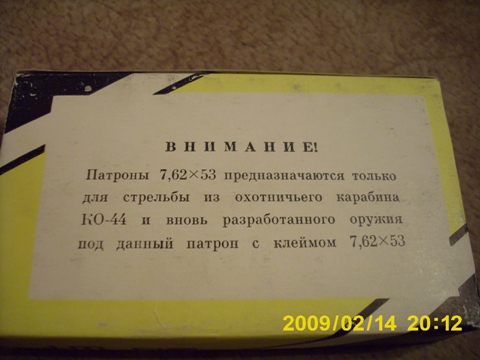 ВНИМАНИЕ!
Патроны 7,62×53 предназначаются только
для стрельбы из охотничьего карабина
КО-44 и вновь разработанного оружия
под данный патрон с клеймом 7,62×53
2009/02/14 20:12